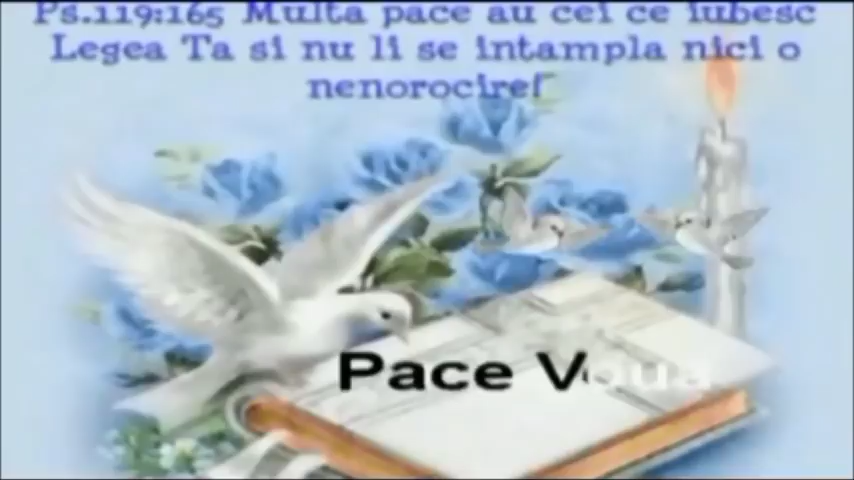 Ps.119:165 Multa pace au cei ce iubesc
Legea Ta si nu li se intampla nici o
nenorocire!
Pace Voua